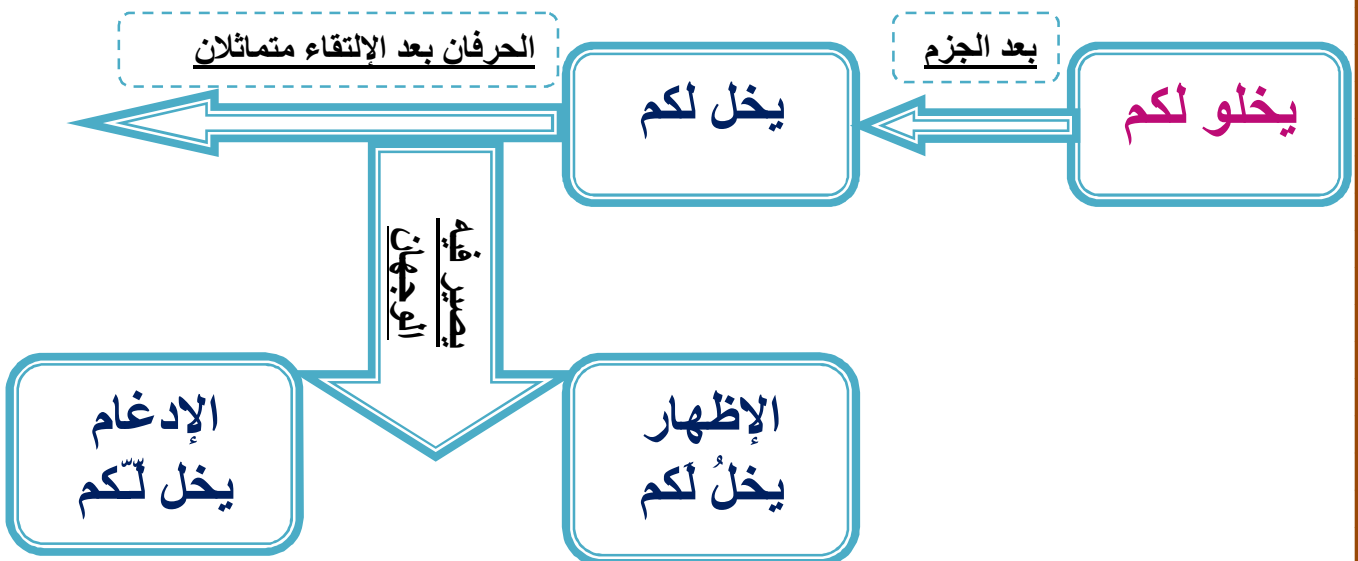 يخلو لكم
بعد الجزم
يخل لكم
الحرفان بعد الإلتقاء متماثلان
يصير فيه
الوجهان
الإظهار
يخلُ لَكم
الإدغام
يخل لّّكم